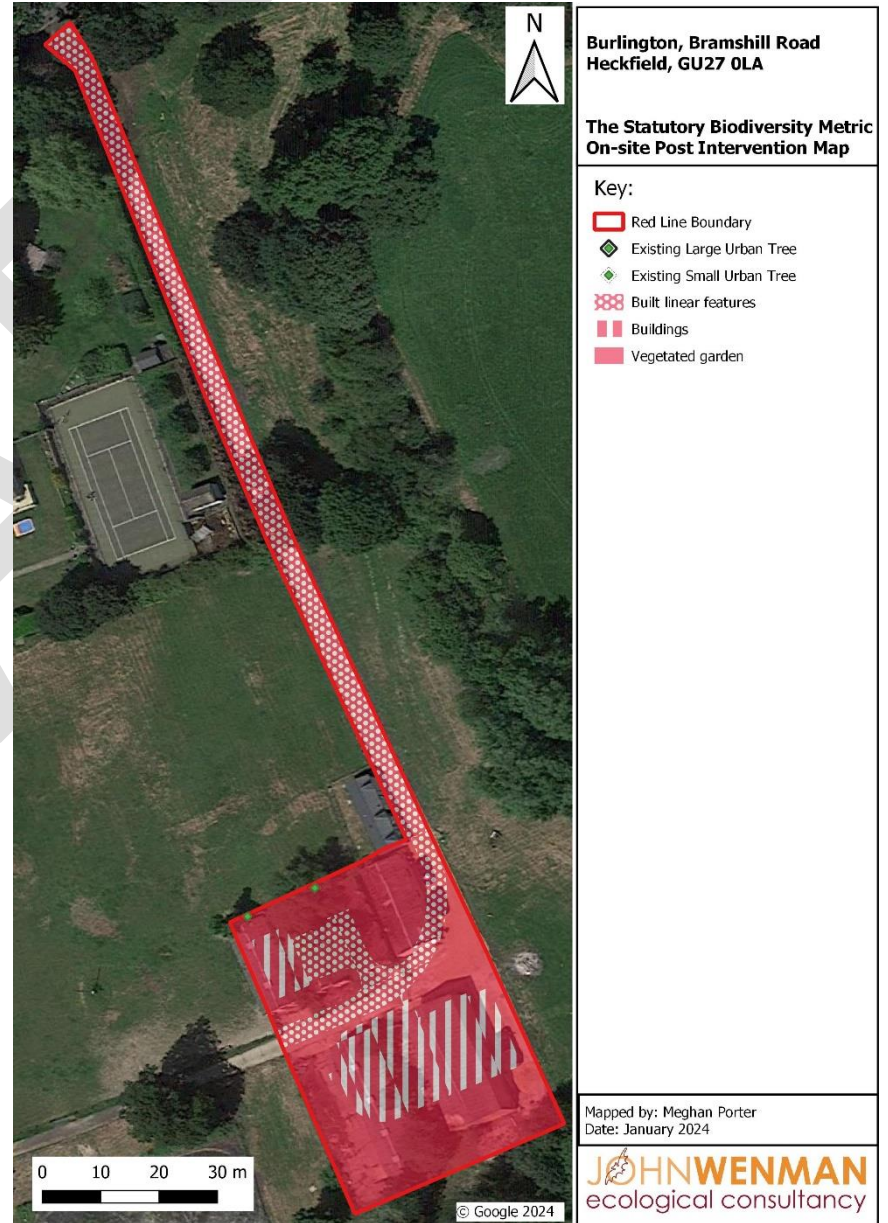 N
Burlington, Bramshill Road
Heckfield, GU27 0LA
The Statutory Biodiversity Metric
On-site Post Intervention Map
Key:
Red Line Boundary
Existing Large Urban Tree
Existing Small Urban Tree
Built linear features
Buildings
Vegetated garden
0 10 20 30 m
© Google 2024
Mapped by: Meghan Porter
Date: January 2024
JOHNWENMAN
ecological consultancy